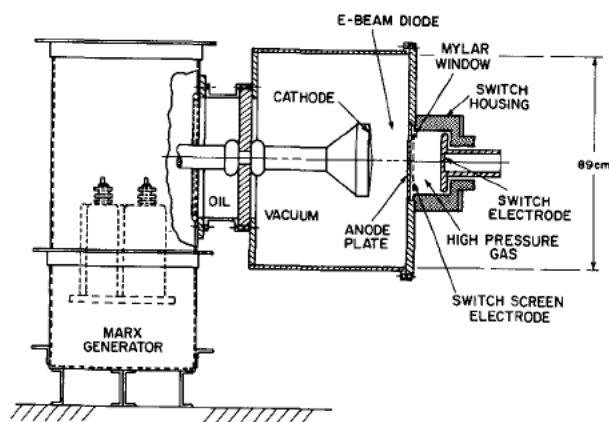 E-BEAM DIODE
MYLAR
WINDOW
SWITCH
HOUSING
CATHODE
89cm
OIL
VACUUM
ANODE
PLATE
SWITCH
ELECTRODE
HIGH PRESSURE
GAS
SWITCH SCREEN
ELECTRODE
MARX
GENERATOR